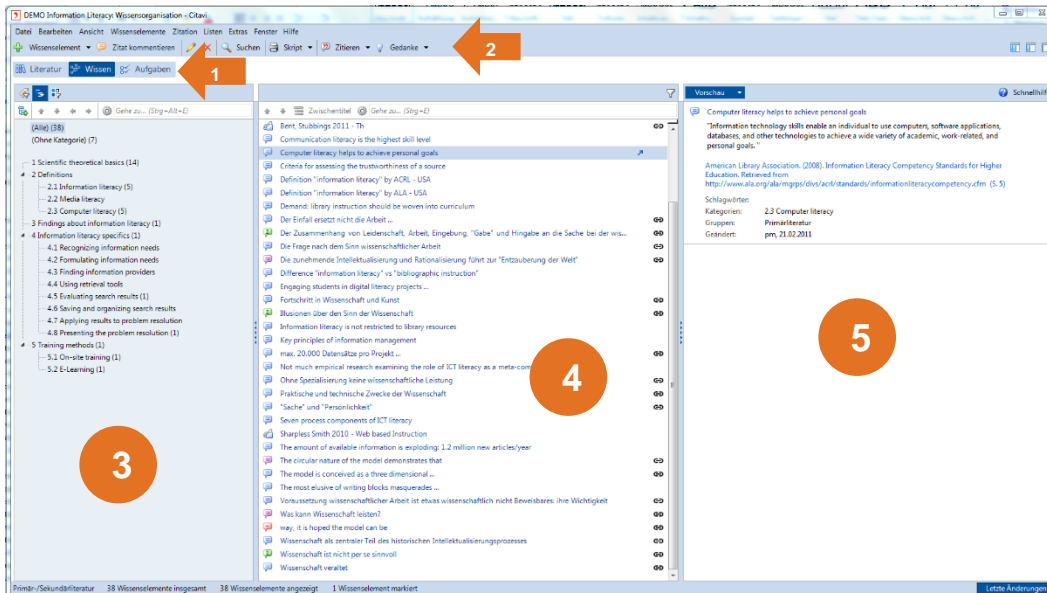 DEMO Information Literacy: Wissensorganisation - Citavi
Datei Bearbeiten Ansicht Wissenselemente Zitation Listen Extras Fenster Hilfe
Wissenselement Zitat kommentieren Suchen Skript Zitieren Gedanke
2
Literatur Wissen Aufgaben
1
Vorschau
Schnellhilf
Gehe zu... (Strg+Alt+E)
(Alle) (38)
(Ohne Kategorie) (7)
1 Scientific theoretical basics (14)
2 Definitions
2.1 Information literacy (5)
2.2 Media literacy
2.3 Computer literacy (5)
3 Findings about information literacy (1)
4 Information literacy specifics (1)
4.1 Recognizing information needs
4.2 Formulating information needs
4.3 Finding information providers
4.4 Using retrieval tools
4.5 Evaluating search results (1)
4.6 Saving and organizing search results
4.7 Applying results to problem resolution
4.8 Presenting the problem resolution (1)
5 Training methods (1)
5.1 On-site training (1)
5.2 E-Learning (1)
3
Zwischentitel Gehe zu... (Strg+E)
Bent, Stubbings 2011 - Th
Communication literacy is the highest skill level
Computer literacy helps to achieve personal goals
Criteria for assessing the trustworthiness of a source
Definition "information literacy" by ACRL - USA
Definition "information literacy" by ALA - USA
Demand: library instruction should be woven into curriculum
Der Einfall ersetzt nicht die Arbeit ...
Der Zusammenhang von Leidenschaft, Arbeit, Eingebung, "Gabe" und Hingabe an die Sache bei der wis...
Die Frage nach dem Sinn wissenschaftlicher Arbeit
Die zunehmende Intellektualisierung und Rationalisierung führt zur "Entzauberung der Welt"
Difference "information literacy" vs "bibliographic instruction"
Engaging students in digital literacy projects ...
Fortschritt in Wissenschaft und Kunst
Illusionen über den Sinn der Wissenschaft
Information literacy is not restricted to library resources
Key principles of information management
max. 20.000 Datensätze pro Projekt ...
Not much empirical research examining the role of ICT literacy as a meta-com
Ohne Spezialisierung keine wissenschaftliche Leistung
Praktische und technische Zwecke der Wissenschaft
"Sache" und "Persönlichkeit"
Seven process components of ICT literacy
Sharpless Smith 2010 - Web based Instruction
The amount of available information is exploding: 1.2 million new articles/year
The circular nature of the model demonstrates that
The model is conceived as a three dimensional ...
The most elusive of writing blocks masquerades ...
Voraussetzung wissenschaftlicher Arbeit ist etwas wissenschaftlich nicht Beweisbares: ihre Wichtigkeit
Was kann Wissenschaft leisten?
way, it is hoped the model can be
Wissenschaft als zentraler Teil des historischen Intellektualisierungsprozesses
Wissenschaft ist nicht per se sinnvoll
Wissenschaft veraltet
4
Computer literacy helps to achieve personal goals
"Information technology skills enable an individual to use computers, software applications,
databases, and other technologies to achieve a wide variety of academic, work-related, and
personal goals. "
American Library Association. (2008). Information Literacy Competency Standards for Higher
Education. Retrieved from
http://www.ala.org/ala/mgrps/divs/acrl/standards/informationliteracycompetency.cfm (S. 5)
Schlagwörter:
Kategorien: 2.3 Computer literacy
Gruppen: Primärliteratur
Geändert: pm, 21.02.2011
5
Primär-/Sekundärliteratur 38 Wissenselemente insgesamt 38 Wissenselemente angezeigt 1 Wissenselement markiert
Letzte Änderungen